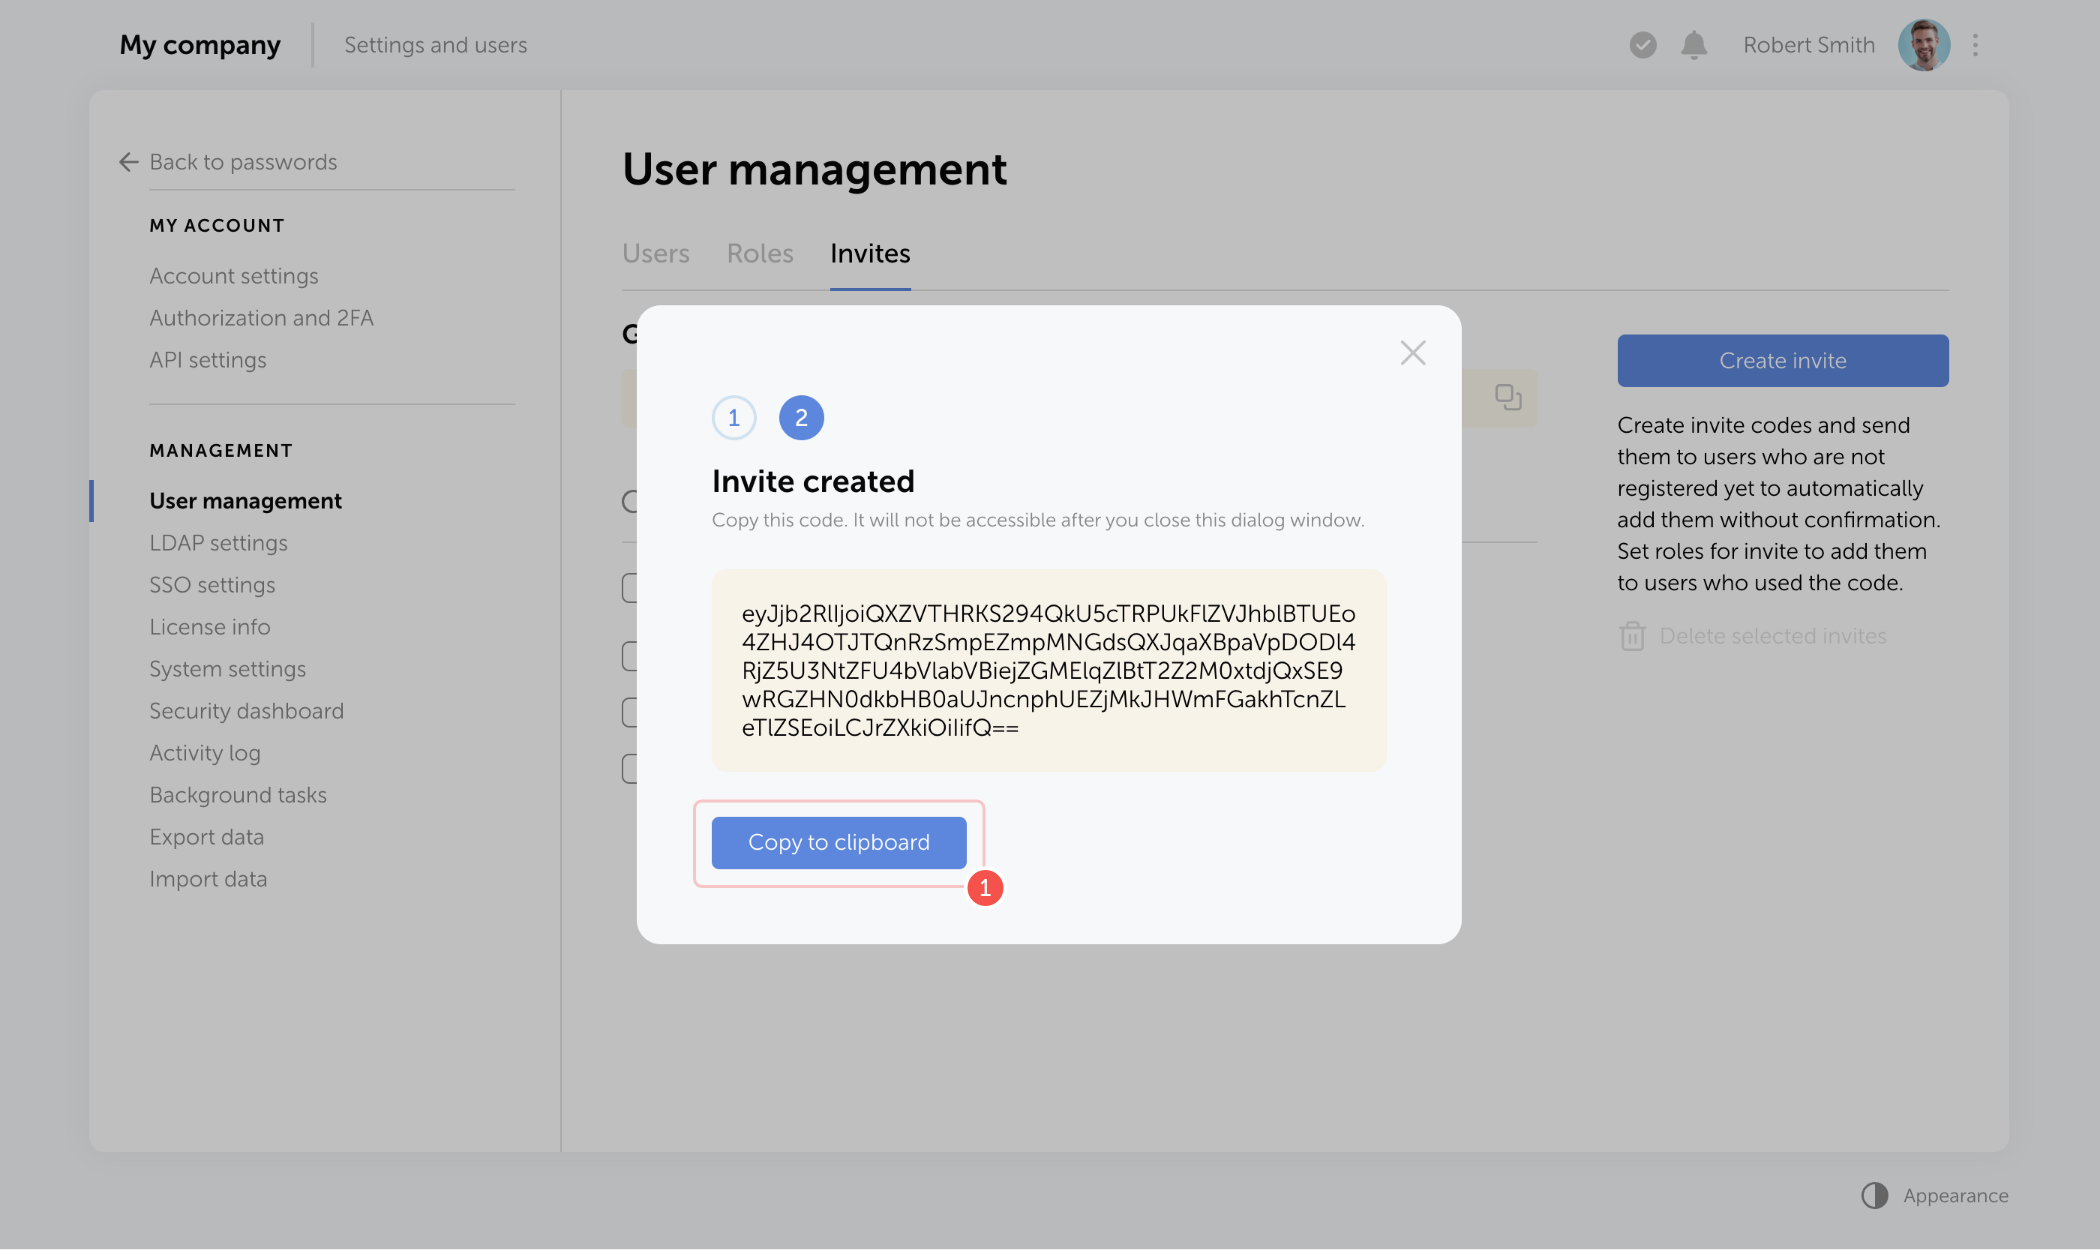 My company
Settings and users
Robert Smith
Back to passwords
MY ACCOUNT
Account settings
Authorization and 2FA
API settings
MANAGEMENT
User management
LDAP settings
SSO settings
License info
System settings
Security dashboard
Activity log
Background tasks
Export data
Import data
User management
Users Roles Invites
1 2
Invite created
Copy this code. It will not be accessible after you close this dialog window.
eyJjb2RlIjoiQXZVTHRKS294QkU5cTRPUkFlZVJhblBTUEo
4ZHJ4OTJTQnRzSmpEZmpMNGdsQXJqaXBpaVpDODl4
RjZ5U3NtZFU4bVlabVBiejZGMElqZlBtT2Z2M0xtdjQxSE9
wRGZHN0dkbHB0aUJncnphUEZjMkJHWmFGakhTcnZL
eTlZSEoiLCJrZXkiOiIifQ==
Copy to clipboard
1
Create invite
Create invite codes and send
them to users who are not
registered yet to automatically
add them without confirmation.
Set roles for invite to add them
to users who used the code.
Delete selected invites
Appearance